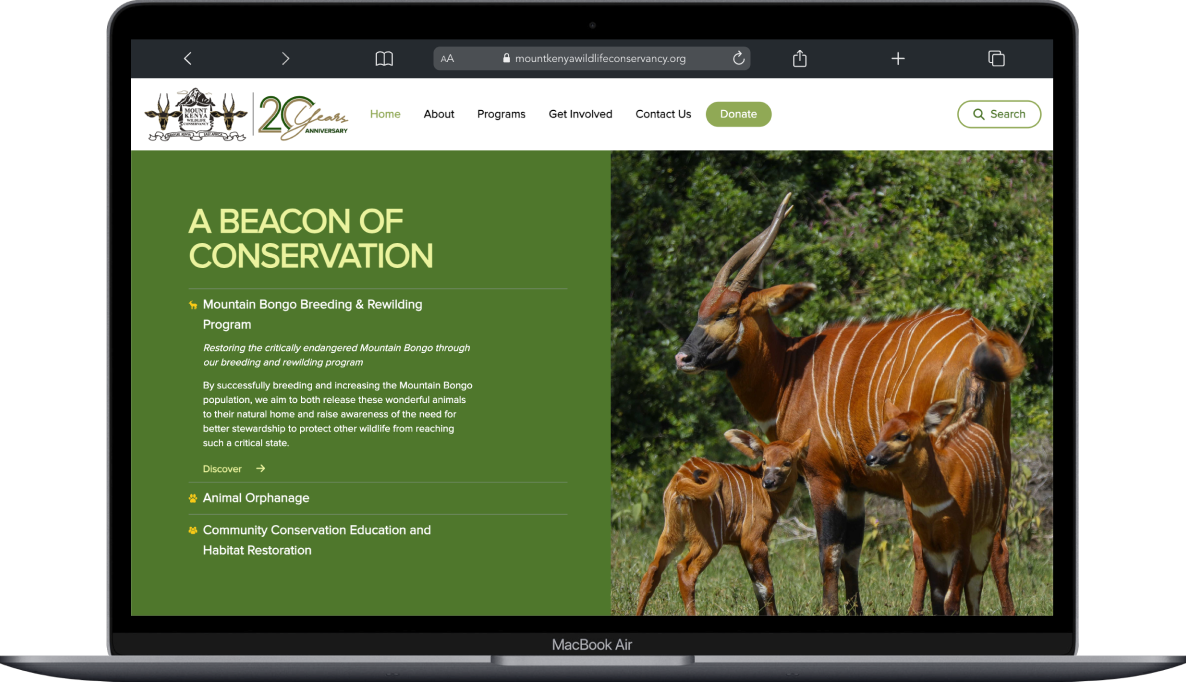 AA
mountkenyawildlifeconservancy.org
MOUNT
KENYA
WILDLIFE
CONSERVANCY
20 Years
ANNIVERSARY
Home
About
Programs
Get Involved
Contact Us
Donate
Search
A BEACON OF
CONSERVATION
Mountain Bongo Breeding & Rewilding
Program
Restoring the critically endangered Mountain Bongo through
our breeding and rewilding program
By successfully breeding and increasing the Mountain Bongo
population, we aim to both release these wonderful animals
to their natural home and raise awareness of the need for
better stewardship to protect other wildlife from reaching
such a critical state.
Discover →
Animal Orphanage
Community Conservation Education and
Habitat Restoration
MacBook Air